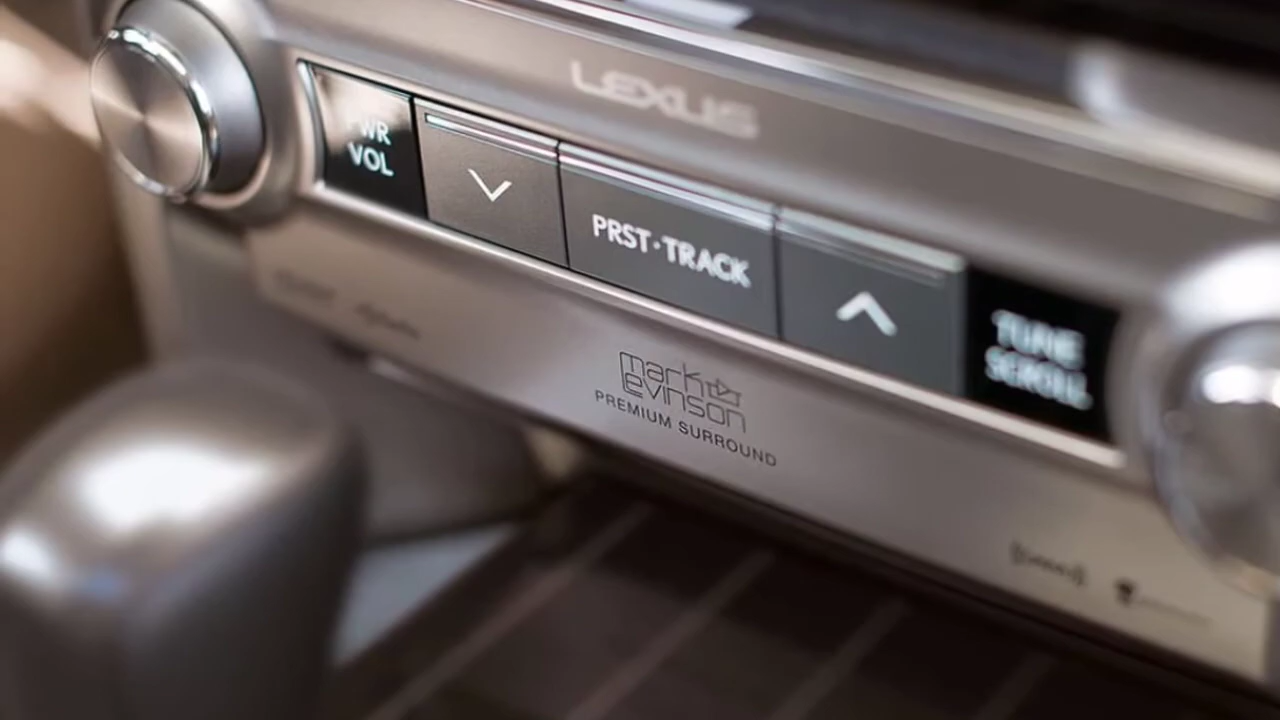 LEXUS
PWR
VOL
PRST·TRACK
TUNE
SCROLL
mark
Levinson
PREMIUM SURROUND